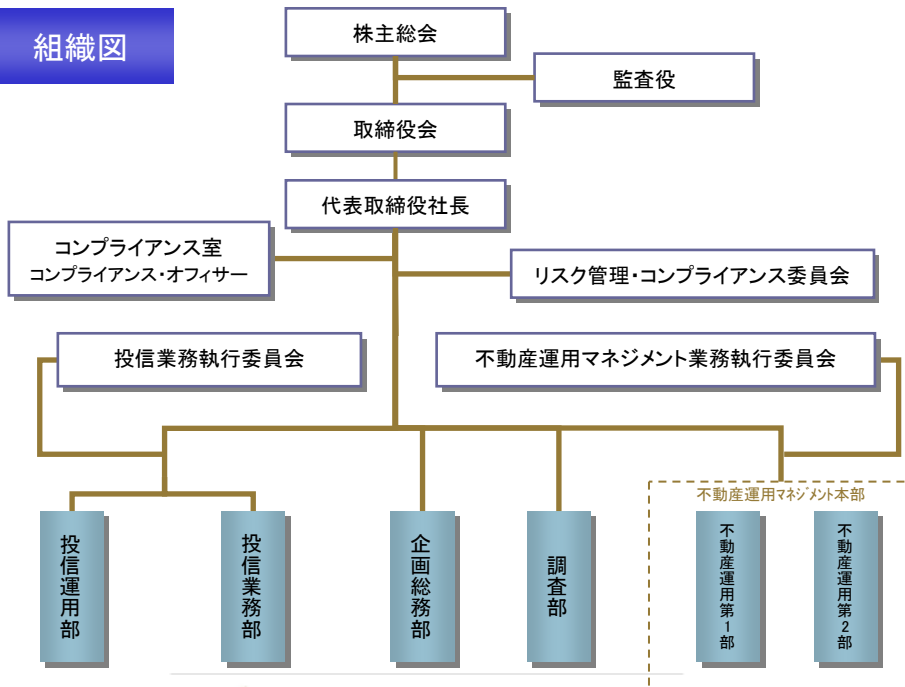 組織図
株主総会
監査役
取締役会
代表取締役社長
コンプライアンス室
コンプライアンス・オフィサー
リスク管理・コンプライアンス委員会
投信業務執行委員会
不動産運用マネジメント業務執行委員会
不動産運用ﾏﾈｼﾞﾒﾝﾄ本部
投信運用部
投信業務部
企画総務部
調査部
不動産運用第1部
不動産運用第2部